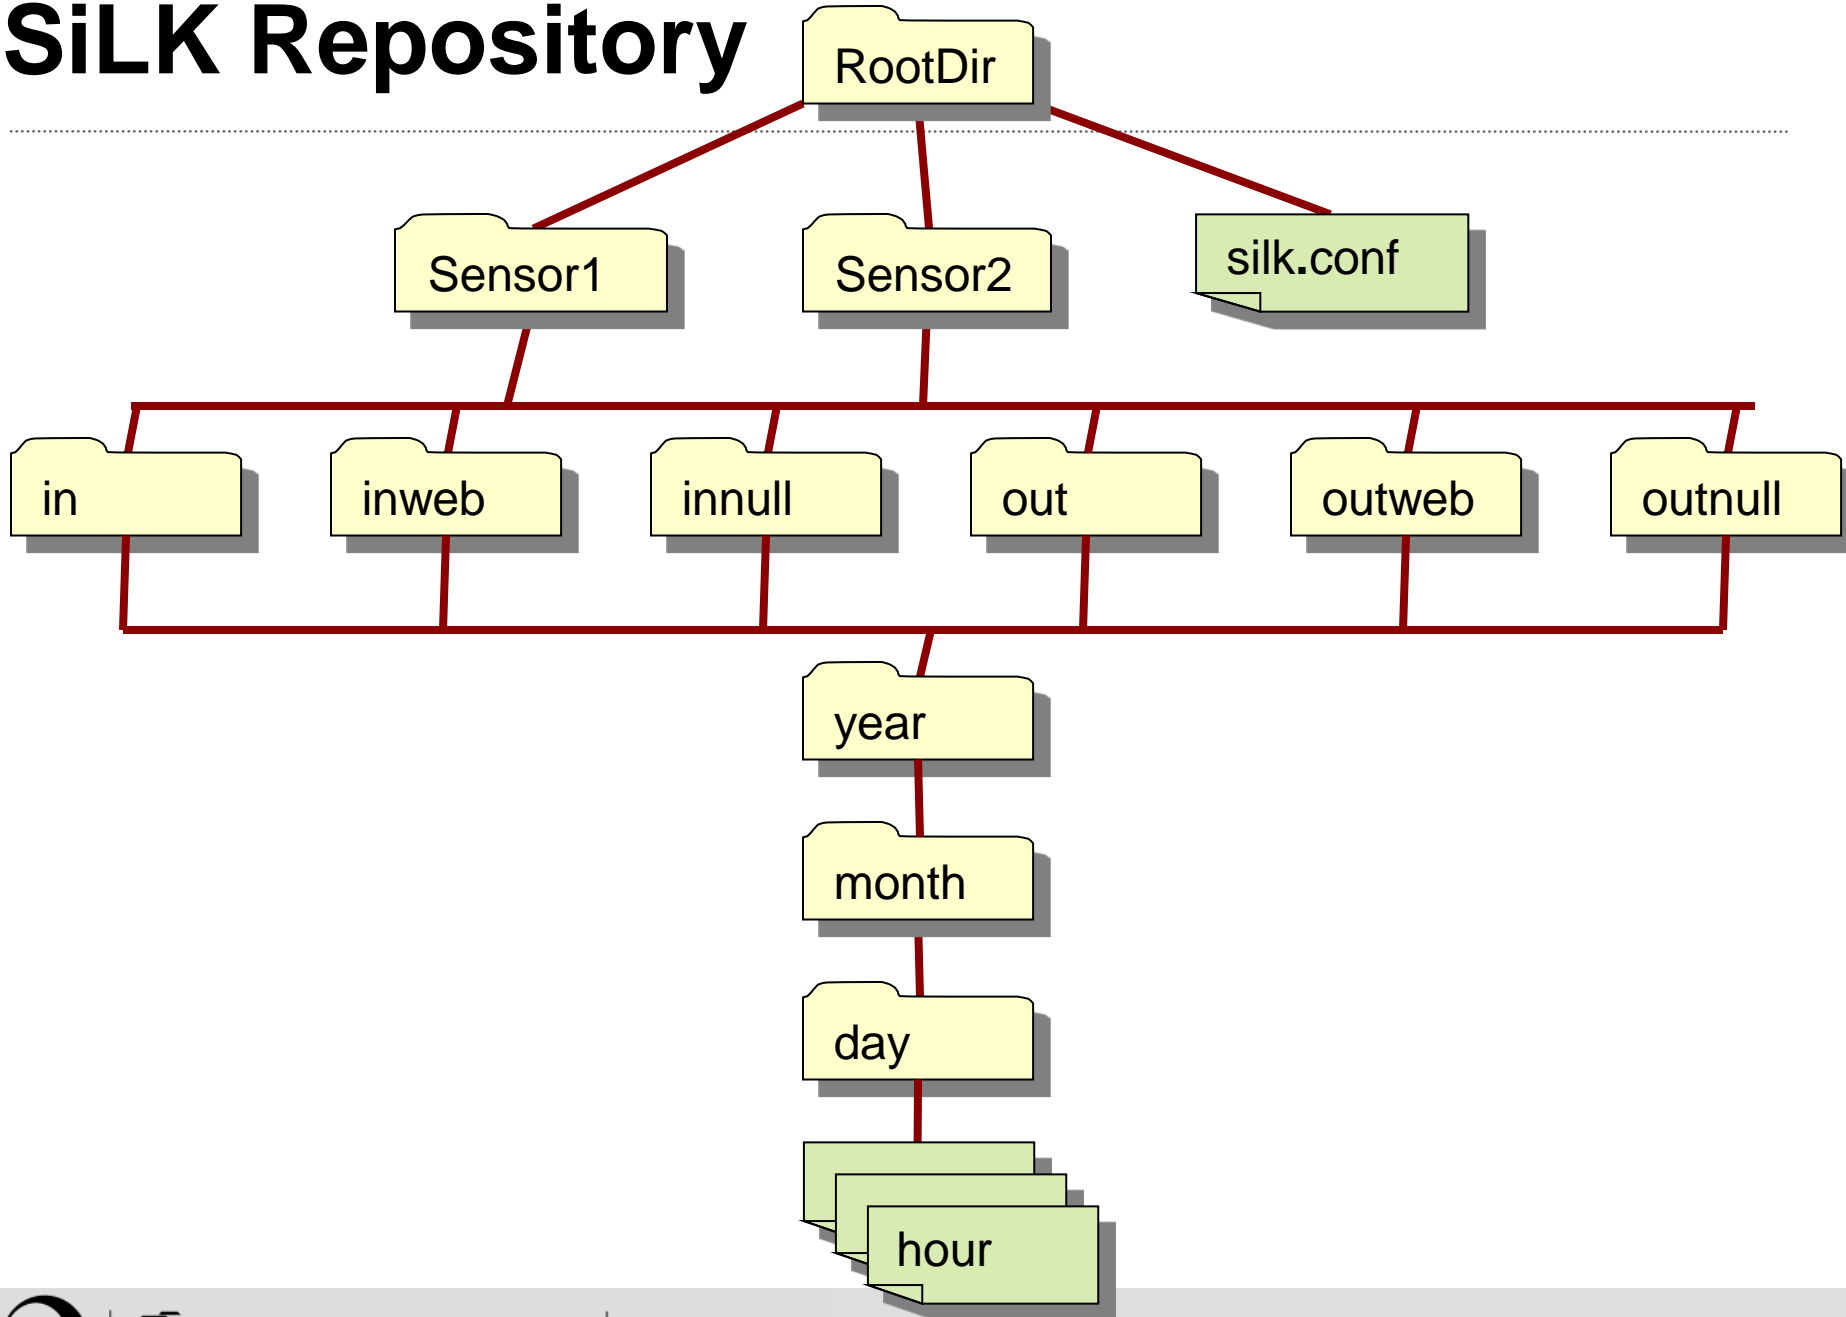 SiLK Repository
RootDir
Sensor1
Sensor2
silk.conf
in
inweb
innull
out
outweb
outnull
year
month
day
hour